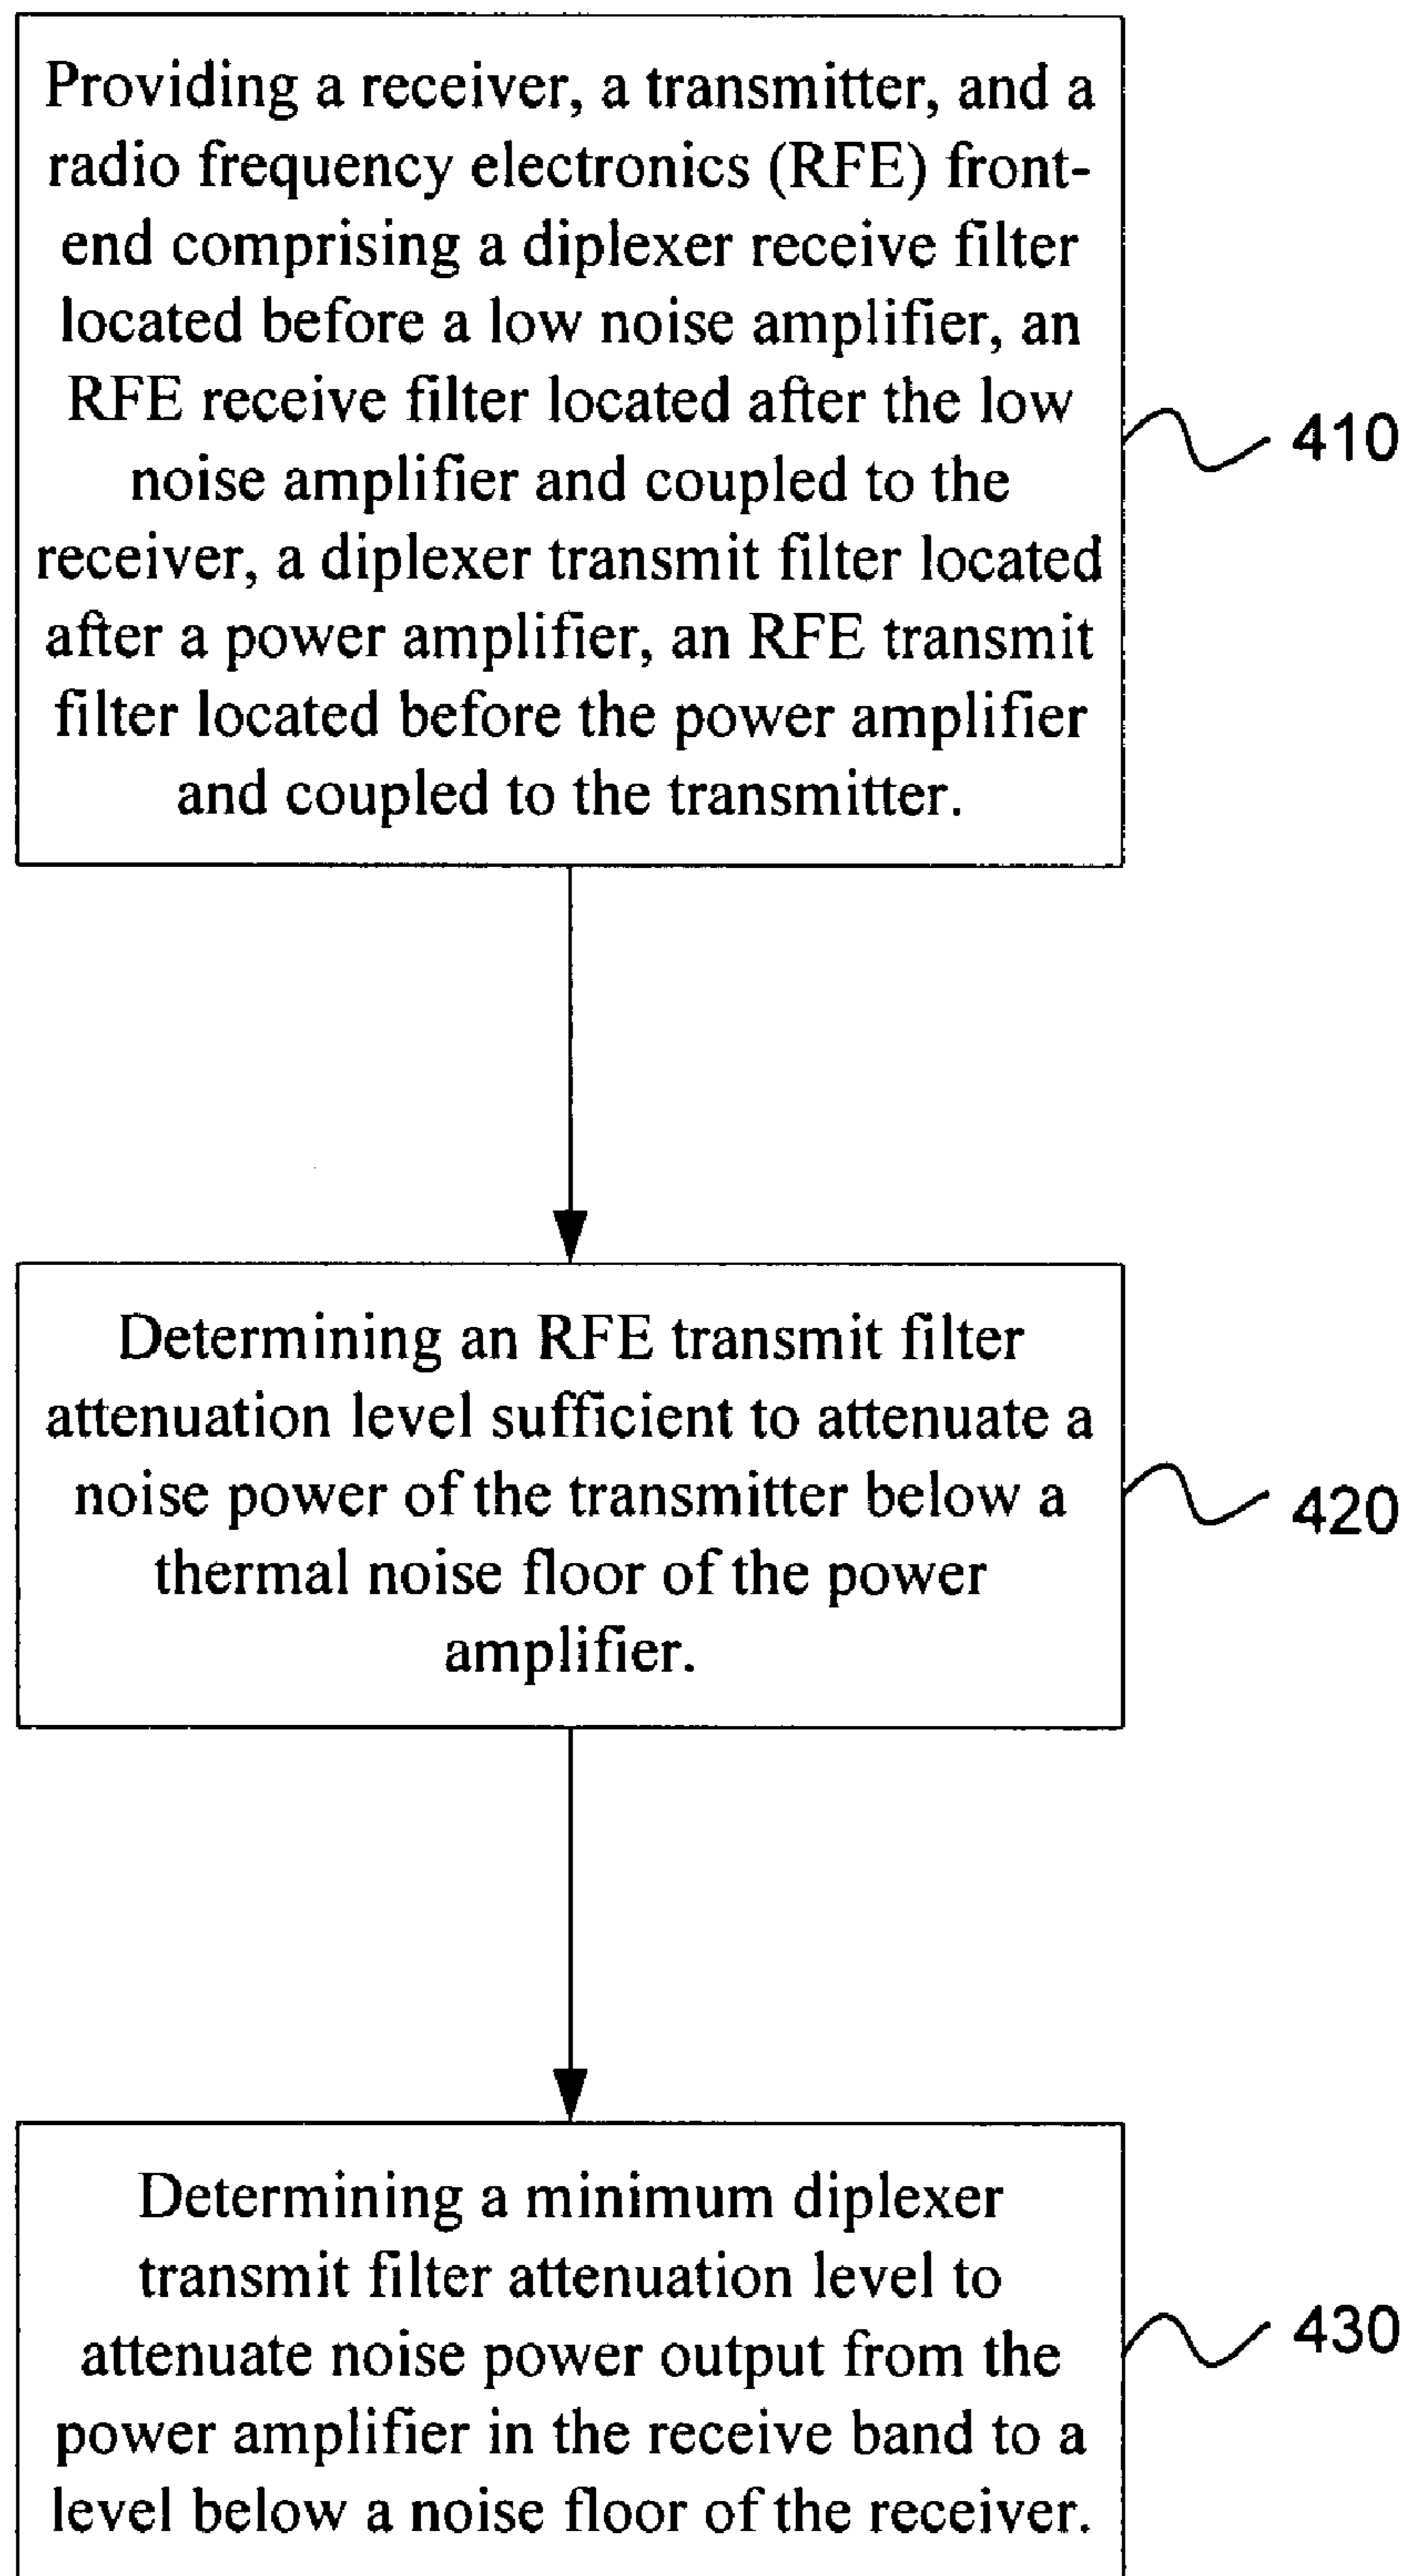 Providing a receiver, a transmitter, and a
radio frequency electronics (RFE) front-
end comprising a diplexer receive filter
located before a low noise amplifier, an
RFE receive filter located after the low
noise amplifier and coupled to the
receiver, a diplexer transmit filter located
after a power amplifier, an RFE transmit
filter located before the power amplifier
and coupled to the transmitter.
410
Determining an RFE transmit filter
attenuation level sufficient to attenuate a
noise power of the transmitter below a
thermal noise floor of the power
amplifier.
420
Determining a minimum diplexer
transmit filter attenuation level to
attenuate noise power output from the
power amplifier in the receive band to a
level below a noise floor of the receiver.
430